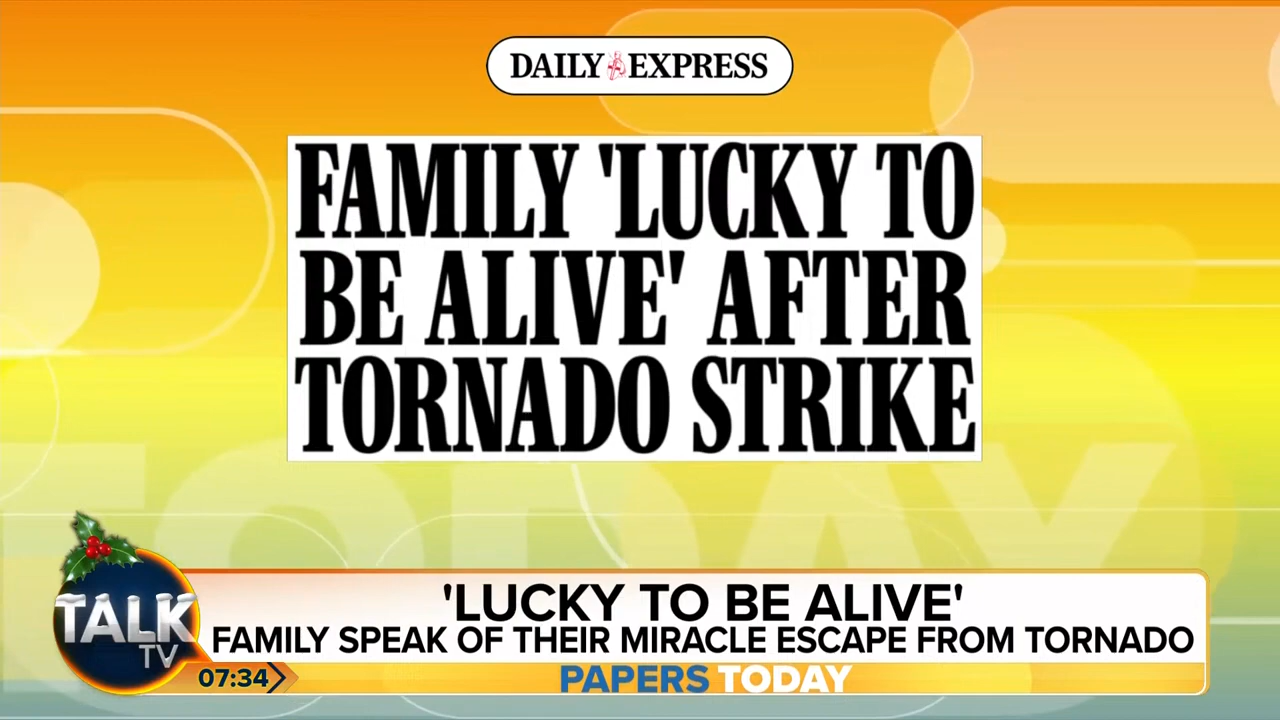 DAILY EXPRESS
FAMILY 'LUCKY TO
BE ALIVE' AFTER
TORNADO STRIKE
TODAY
'LUCKY TO BE ALIVE'
FAMILY SPEAK OF THEIR MIRACLE ESCAPE FROM TORNADO
TALK
TV
07:34
PAPERS TODAY